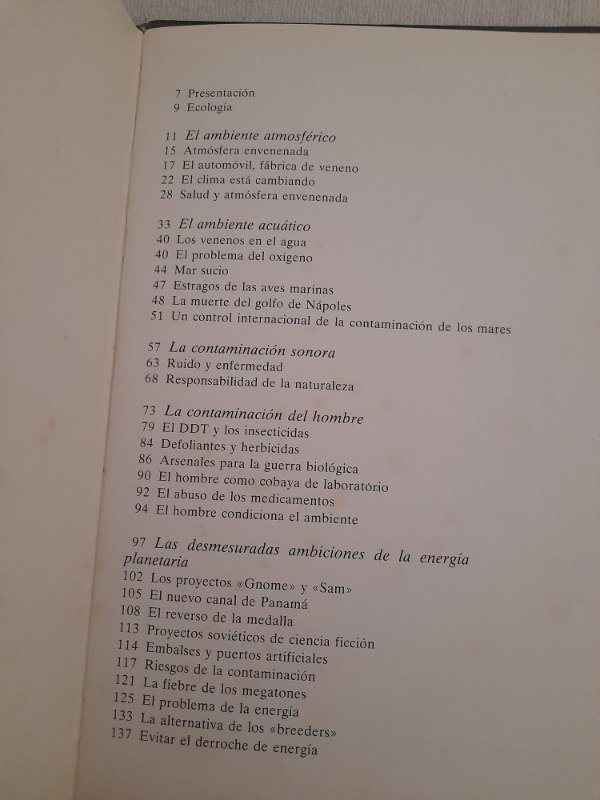 7 Presentación
9 Ecología
11 El ambiente atmosférico
15 Atmósfera envenenada
17 El automóvil, fábrica de veneno
22 El clima está cambiando
28 Salud y atmósfera envenenada
33 El ambiente acuático
40 Los venenos en el agua
40 El problema del oxígeno
44 Mar sucio
47 Estragos de las aves marinas
48 La muerte del golfo de Nápoles
51 Un control internacional de la contaminación de los mares
57 La contaminación sonora
63 Ruido y enfermedad
68 Responsabilidad de la naturaleza
73 La contaminación del hombre
79 El DDT y los insecticidas
84 Defoliantes y herbicidas
86 Arsenales para la guerra biológica
90 El hombre como cobaya de laboratorio
92 El abuso de los medicamentos
94 El hombre condiciona el ambiente
97 Las desmesuradas ambiciones de la energía
planetaria
102 Los proyectos «Gnome» y «Sam»
105 El nuevo canal de Panamá
108 El reverso de la medalla
113 Proyectos soviéticos de ciencia ficción
114 Embalses y puertos artificiales
117 Riesgos de la contaminación
121 La fiebre de los megatones
125 El problema de la energía
133 La alternativa de los «breeders»
137 Evitar el derroche de energía